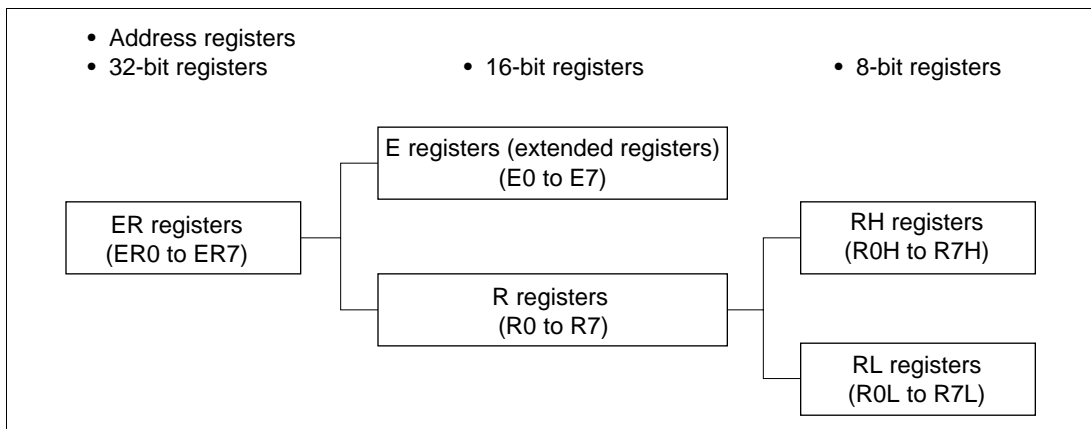 • Address registers
• 32-bit registers
• 16-bit registers
• 8-bit registers
E registers (extended registers)
(E0 to E7)
ER registers
(ER0 to ER7)
RH registers
(R0H to R7H)
R registers
(R0 to R7)
RL registers
(R0L to R7L)